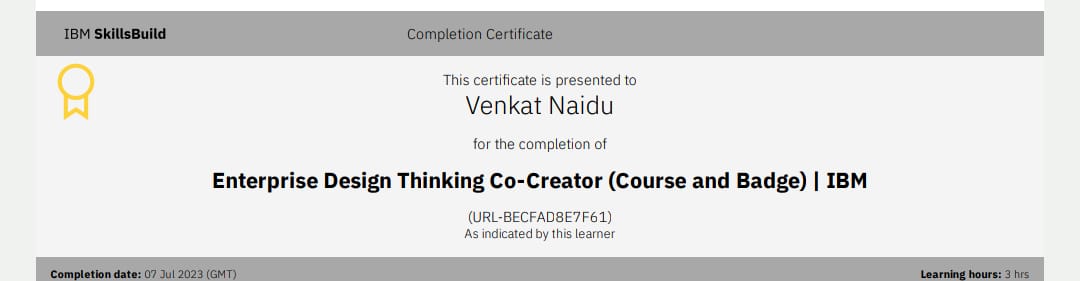 IBM SkillsBuild
Completion Certificate
This certificate is presented to
Venkat Naidu
for the completion of
Enterprise Design Thinking Co-Creator (Course and Badge) | IBM
(URL-BECFAD8E7F61)
As indicated by this learner
Completion date: 07 Jul 2023 (GMT)
Learning hours: 3 hrs